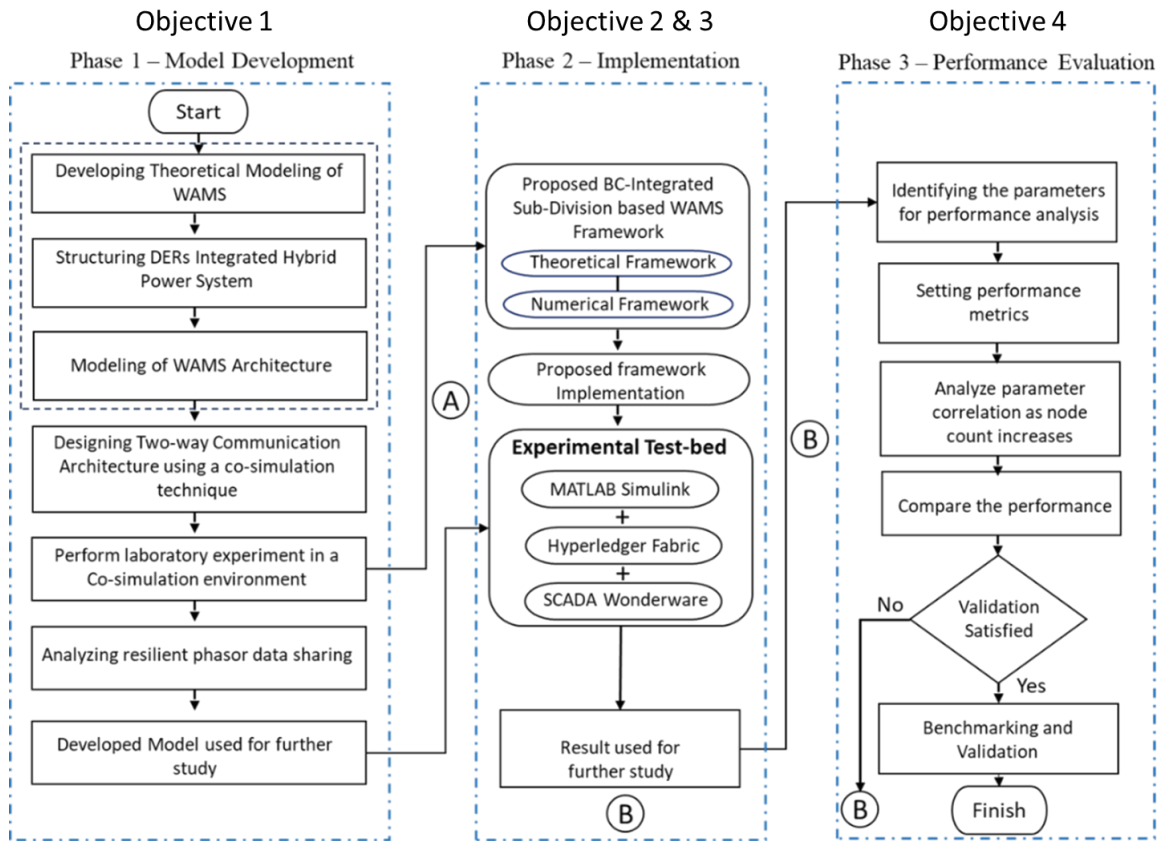 Objective 1
Phase 1 – Model Development
Start
Developing Theoretical Modeling of
WAMS
Structuring DERs Integrated Hybrid
Power System
Modeling of WAMS Architecture
Designing Two-way Communication
Architecture using a co-simulation
technique
Perform laboratory experiment in a
Co-simulation environment
Analyzing resilient phasor data sharing
Developed Model used for further
study
A
Objective 2 & 3
Phase 2 – Implementation
Proposed BC-Integrated
Sub-Division based WAMS
Framework
Theoretical Framework
Numerical Framework
Proposed framework
Implementation
Experimental Test-bed
MATLAB Simulink
+
Hyperledger Fabric
+
SCADA Wonderware
Result used for
further study
B
B
Objective 4
Phase 3 – Performance Evaluation
Identifying the parameters
for performance analysis
Setting performance
metrics
Analyze parameter
correlation as node
count increases
Compare the performance
Validation
Satisfied
No
Yes
Benchmarking and
Validation
B
Finish